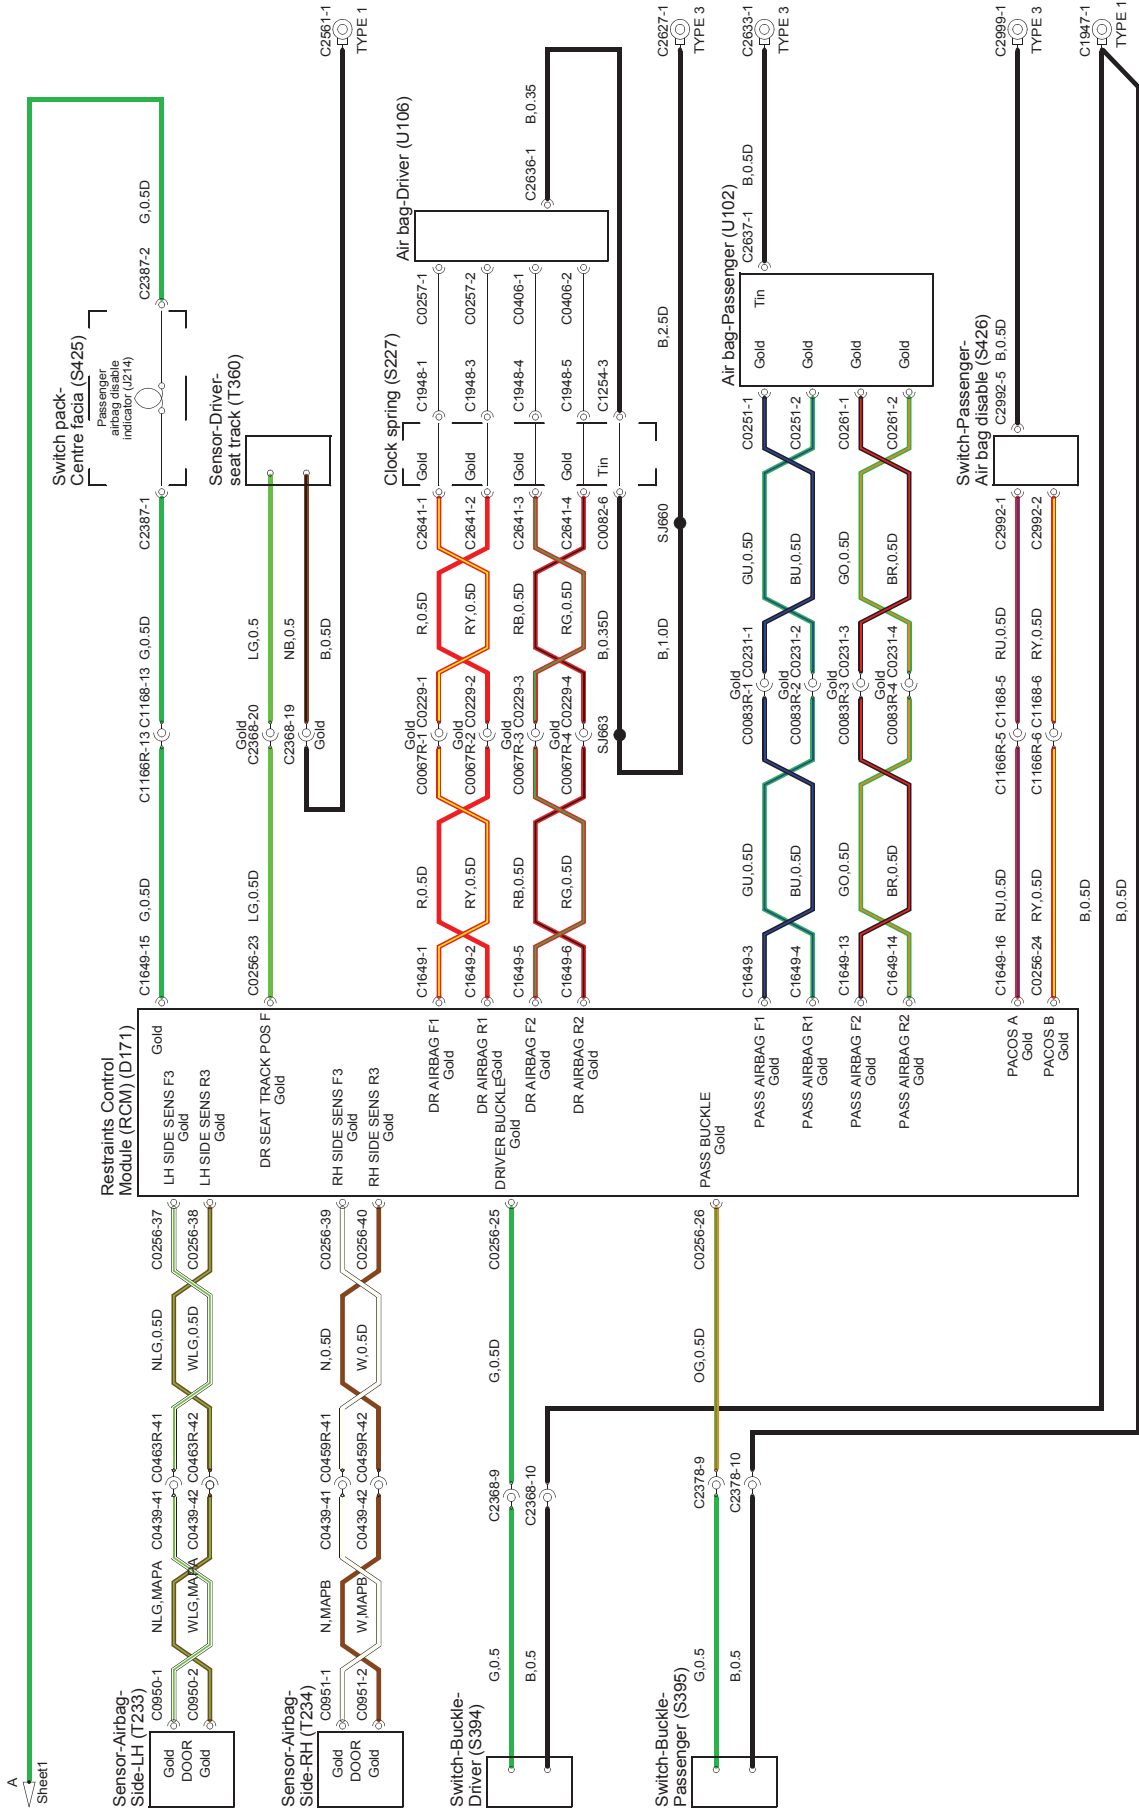 A
Sheet1
Switch pack-
Centre facia (S425)
Passenger
airbag disable
indicator (J214)
C2387-2
G,0.5D
C2387-1
G,0.5D
C1166R-13
C1168-13
G,0.5D
C1649-15
Sensor-Driver-
seat track (T360)
C2561-1
TYPE 1
LG,0.5
NB,0.5
B,0.5D
Gold
C2368-20
C2368-19
Gold
LG,0.5D
C0256-23
Air bag-Driver (U106)
C2636-1
B,0.35
C0257-1
C0257-2
C0406-1
C0406-2
C1948-1
C1948-3
C1948-4
C1948-5
C1254-3
Clock spring (S227)
Gold
Gold
Gold
Gold
Tin
C2641-1
C2641-2
C2641-3
C2641-4
C0082-6
SJ660
R,0.5D
RY,0.5D
RB,0.5D
RG,0.5D
B,0.35D
B,1.0D
B,2.5D
C2627-1
TYPE 3
Gold
Gold
Gold
Gold
C0067R-1
C0229-1
C0067R-2
C0229-2
C0067R-3
C0229-3
C0067R-4
C0229-4
SJ663
R,0.5D
RY,0.5D
RB,0.5D
RG,0.5D
C1649-1
C1649-2
C1649-5
C1649-6
Air bag-Passenger (U102)
C2637-1
B,0.5D
C2633-1
TYPE 3
Tin
Gold
Gold
Gold
Gold
C0251-1
C0251-2
C0261-1
C0261-2
GU,0.5D
BU,0.5D
GO,0.5D
BR,0.5D
Gold
Gold
Gold
Gold
C0083R-1
C0231-1
C0083R-2
C0231-2
C0083R-3
C0231-3
C0083R-4
C0231-4
GU,0.5D
BU,0.5D
GO,0.5D
BR,0.5D
C1649-3
C1649-4
C1649-13
C1649-14
Switch-Passenger-
Air bag disable (S426)
C2992-5
B,0.5D
C2999-1
TYPE 3
C2992-1
C2992-2
RU,0.5D
RY,0.5D
C1166R-5
C1168-5
C1166R-6
C1168-6
RU,0.5D
RY,0.5D
C1649-16
C0256-24
C1947-1
TYPE 1
B,0.5D
B,0.5D
Restraints Control
Module (RCM) (D171)
Gold
LH SIDE SENS F3
Gold
LH SIDE SENS R3
Gold
DR SEAT TRACK POS F
Gold
RH SIDE SENS F3
Gold
RH SIDE SENS R3
Gold
DR AIRBAG F1
Gold
DR AIRBAG R1
Gold
DRIVER BUCKLE
Gold
DR AIRBAG F2
Gold
DR AIRBAG R2
Gold
PASS BUCKLE
Gold
PASS AIRBAG F1
Gold
PASS AIRBAG R1
Gold
PASS AIRBAG F2
Gold
PASS AIRBAG R2
Gold
PACOS A
Gold
PACOS B
Gold
C0256-37
C0256-38
NLG,0.5D
WLG,0.5D
C0439-41
C0463R-41
C0439-42
C0463R-42
NLG,MAPA
WLG,MAPA
C0950-1
C0950-2
Sensor-Airbag-
Side-LH (T233)
Gold
DOOR
Gold
C0256-39
C0256-40
N,0.5D
W,0.5D
C0439-41
C0459R-41
C0439-42
C0459R-42
N,MAPB
W,MAPB
C0951-1
C0951-2
Sensor-Airbag-
Side-RH (T234)
Gold
DOOR
Gold
C0256-25
G,0.5D
C2368-9
C2368-10
G,0.5
B,0.5
Switch-Buckle-
Driver (S394)
C0256-26
OG,0.5D
C2378-9
C2378-10
G,0.5
B,0.5
Switch-Buckle-
Passenger (S395)